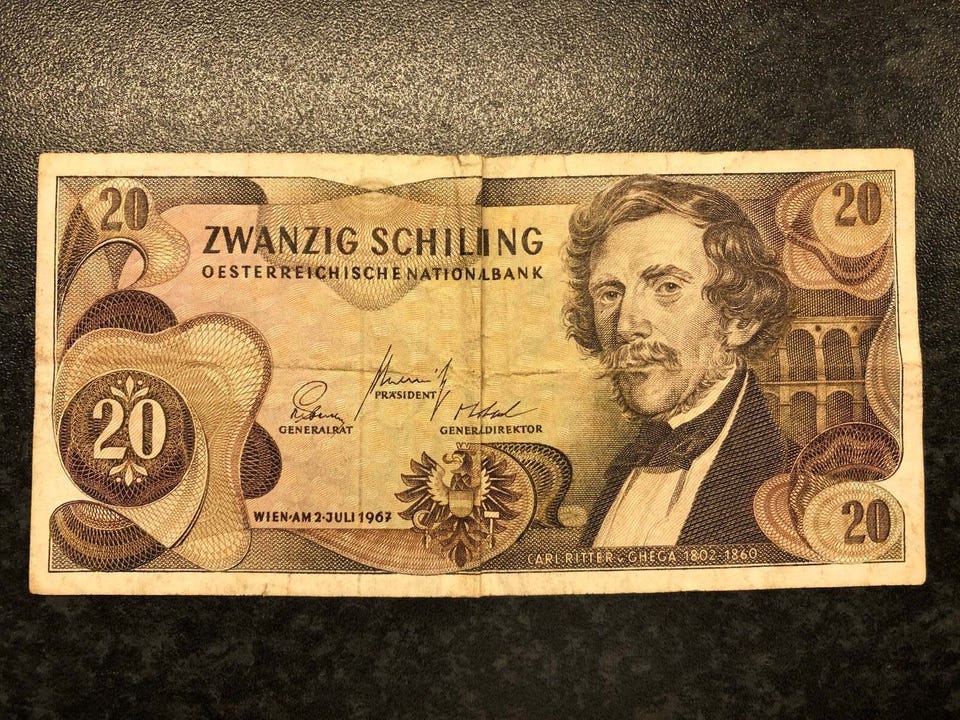 20
20
ZWANZIG SCHILLING
OESTERREICHISCHE NATIONALBANK
PRÄSIDENT
GENERALRAT
GENERALDIREKTOR
20
WIEN·AM 2·JULI 1967
20
CARL·RITTER·v·GHEGA 1802-1860